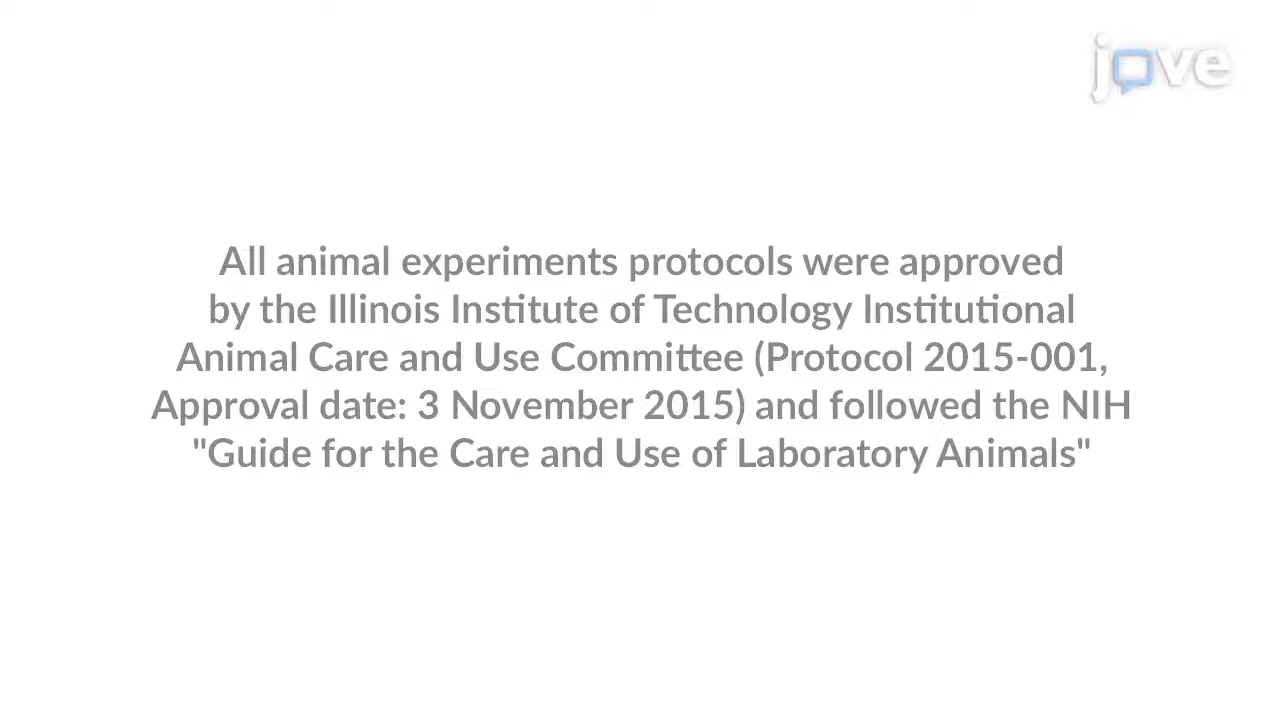 jove
All animal experiments protocols were approved
by the Illinois Institute of Technology Institutional
Animal Care and Use Committee (Protocol 2015-001,
Approval date: 3 November 2015) and followed the NIH
"Guide for the Care and Use of Laboratory Animals"